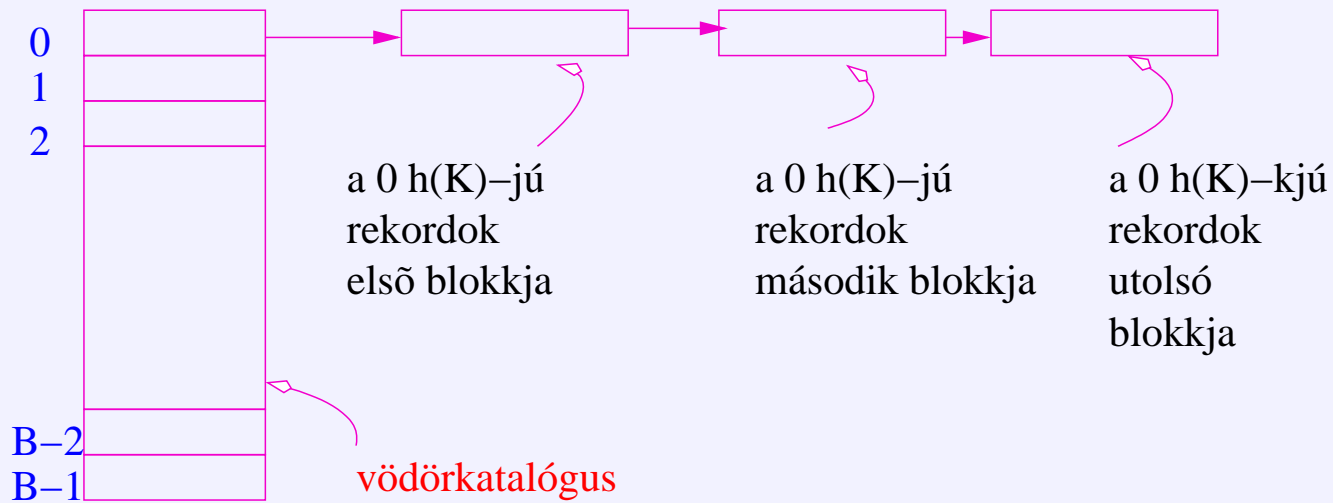 0
1
2
a 0 h(K)–jú
rekordok
elsõ blokkja
a 0 h(K)–jú
rekordok
második blokkja
a 0 h(K)–kjú
rekordok
utolsó
blokkja
B–2
B–1
vödörkatalógus